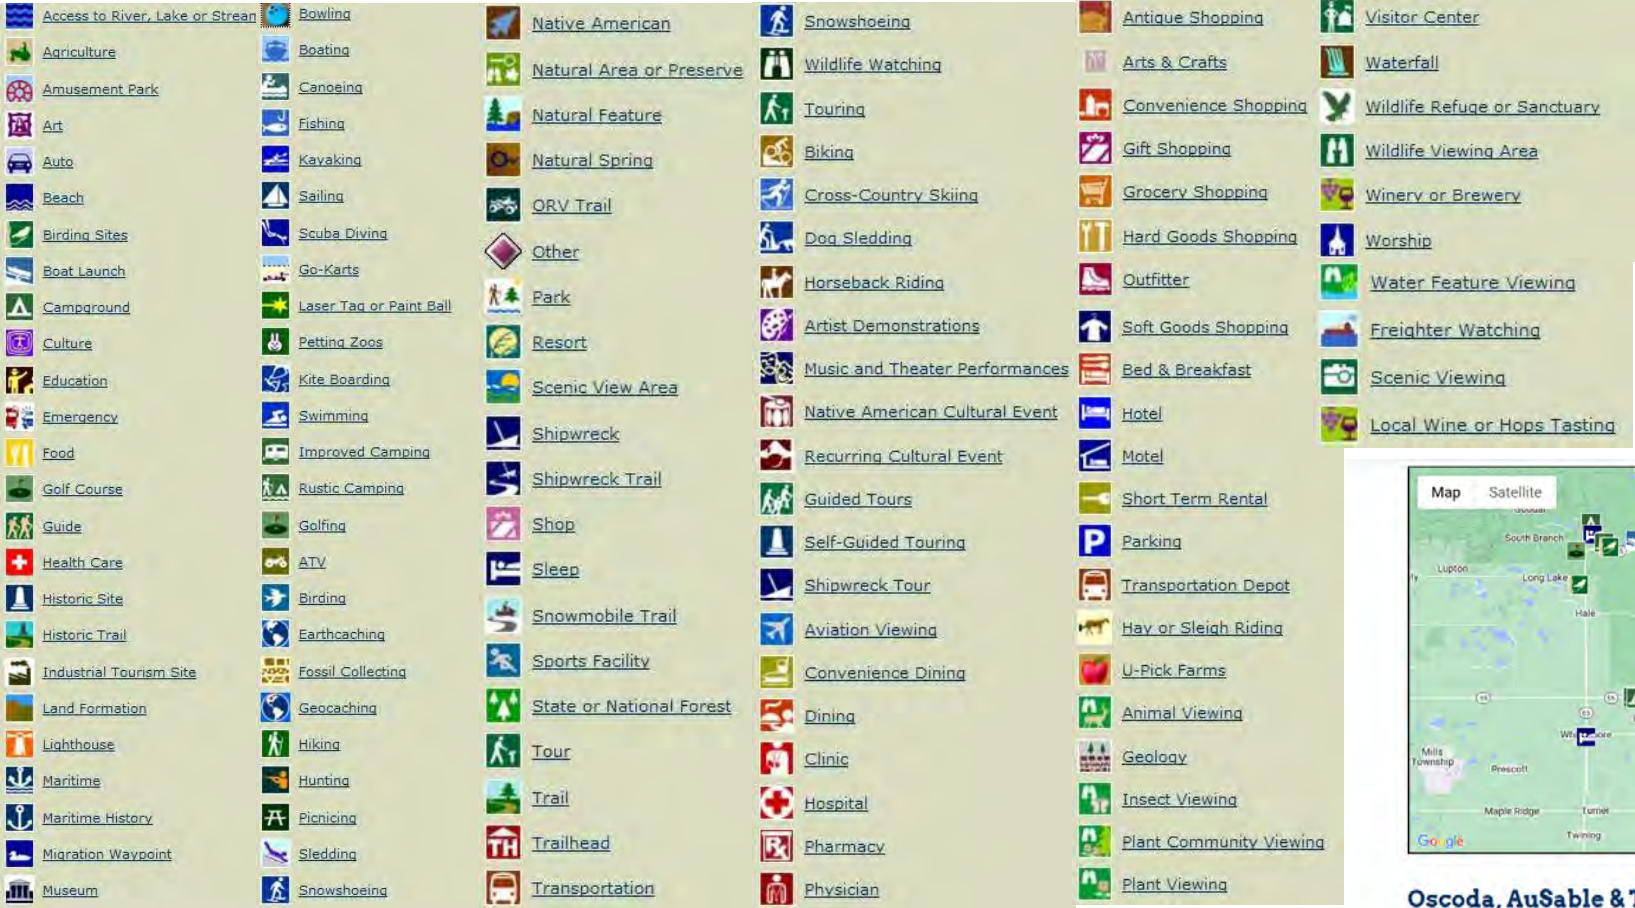 Access to River, Lake or Stream
Agriculture
Amusement Park
Art
Auto
Beach
Birding Sites
Boat Launch
Campground
Culture
Education
Emergency
Food
Golf Course
Guide
Health Care
Historic Site
Historic Trail
Industrial Tourism Site
Land Formation
Lighthouse
Maritime
Maritime History
Migration Waypoint
Museum
Bowling
Boating
Canoeing
Fishing
Kayaking
Sailing
Scuba Diving
Go-Karts
Laser Tag or Paint Ball
Petting Zoos
Kite Boarding
Swimming
Improved Camping
Rustic Camping
Golfing
ATV
Birding
Earthcaching
Fossil Collecting
Geocaching
Hiking
Hunting
Picnicing
Sledding
Snowshoeing
Native American
Natural Area or Preserve
Natural Feature
Natural Spring
ORV Trail
Other
Park
Resort
Scenic View Area
Shipwreck
Shipwreck Trail
Shop
Sleep
Snowmobile Trail
Sports Facility
State or National Forest
Tour
Trail
TH Trailhead
Transportation
Snowshoeing
Wildlife Watching
Touring
Biking
Cross-Country Skiing
Dog Sledding
Horseback Riding
Artist Demonstrations
Music and Theater Performances
Native American Cultural Event
Recurring Cultural Event
Guided Tours
Self-Guided Touring
Shipwreck Tour
Aviation Viewing
Convenience Dining
Dining
Clinic
Hospital
Rx Pharmacy
Physician
Antique Shopping
Arts & Crafts
Convenience Shopping
Gift Shopping
Grocery Shopping
Hard Goods Shopping
Outfitter
Soft Goods Shopping
Bed & Breakfast
Hotel
Motel
Short Term Rental
P Parking
Transportation Depot
Hay or Sleigh Riding
U-Pick Farms
Animal Viewing
Geology
Insect Viewing
Plant Community Viewing
Plant Viewing
Visitor Center
Waterfall
Wildlife Refuge or Sanctuary
Wildlife Viewing Area
Winery or Brewery
Worship
Water Feature Viewing
Freighter Watching
Scenic Viewing
Local Wine or Hops Tasting
Map Satellite
South Branch
Lupton
Long Lake
Hale
65
Mills
Township
Prescott
Maple Ridge
Turner
Twining
Google
Oscoda, AuSable & T